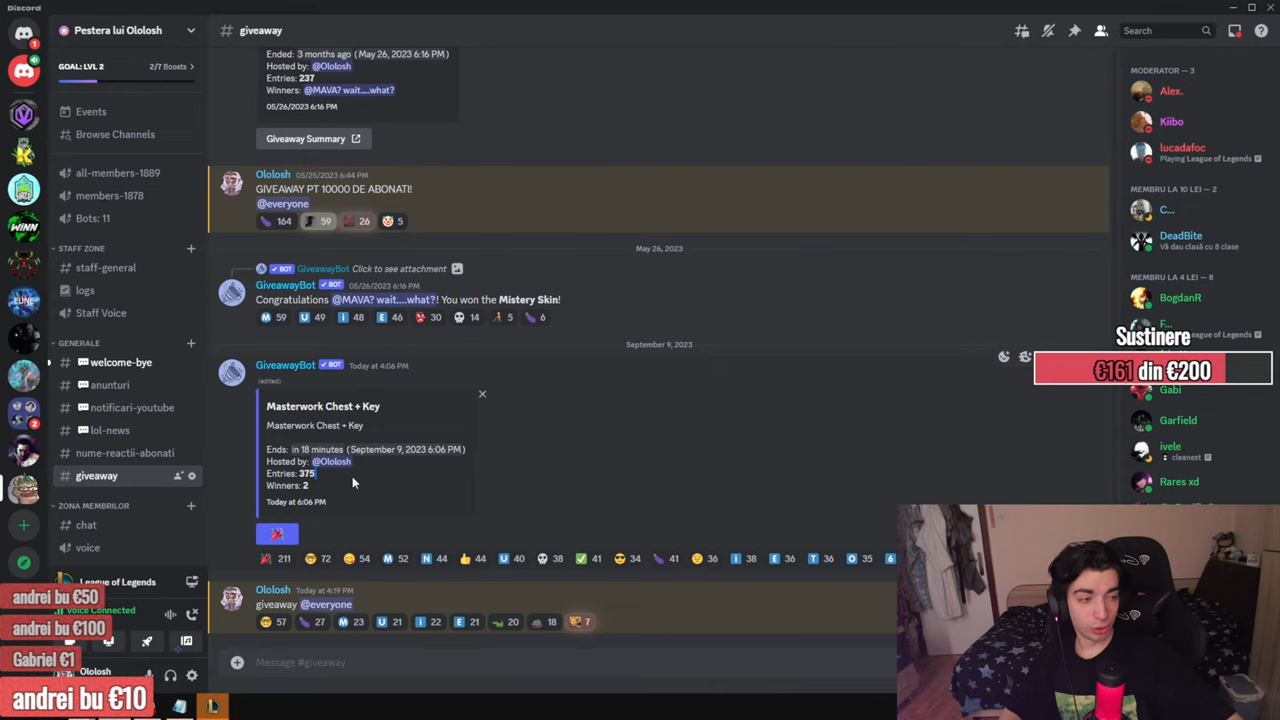 Discord
Pestera lui Ololosh
GOAL: LVL 2
2/7 Boosts
Events
Browse Channels
all-members-1889
members-1878
Bots: 11
STAFF ZONE
staff-general
logs
Staff Voice
GENERALE
welcome-bye
anunturi
notificari-youtube
lol-news
nume-reactii-abonati
giveaway
ZONA MEMBRILOR
chat
voice
League of Legends
Voice Connected
Ololosh
andrei bu €50
andrei bu €100
Gabriel €1
andrei bu €10
1
2
# giveaway
Search
Ended: 3 months ago (May 26, 2023 6:16 PM)
Hosted by: @Ololosh
Entries: 237
Winners: @MAVA? wait....what?
05/26/2023 6:16 PM
Giveaway Summary
Ololosh 05/25/2023 6:44 PM
GIVEAWAY PT 10000 DE ABONATI!
@everyone
164 59 26 5
May 26, 2023
BOT GiveawayBot Click to see attachment
GiveawayBot BOT 05/26/2023 6:16 PM
Congratulations @MAVA? wait....what?! You won the Mistery Skin!
M 59 U 49 i 48 E 46 30 14 5 6
September 9, 2023
GiveawayBot BOT Today at 4:06 PM
(edited)
Masterwork Chest + Key
Masterwork Chest + Key
Ends: in 18 minutes (September 9, 2023 6:06 PM)
Hosted by: @Ololosh
Entries: 375
Winners: 2
Today at 6:06 PM
211 72 54 M 52 N 44 44 U 40 38 41 34 41 36 i 38 E 36 T 36 O 35
Ololosh Today at 4:19 PM
giveaway @everyone
57 27 M 23 U 21 i 22 E 21 20 18 7
Message #giveaway
MODERATOR — 3
Alex.
Kiibo
lucadafoc
Playing League of Legends
MEMBRU LA 10 LEI — 2
C...
DeadBite
Vă dau clasă cu 8 clase
MEMBRU LA 4 LEI — 8
BogdanR
F...
League of Legends
Sustinere
€161 din €200
Gabi
Garfield
ivele
cleanest
Rares xd
WINN
EUNE